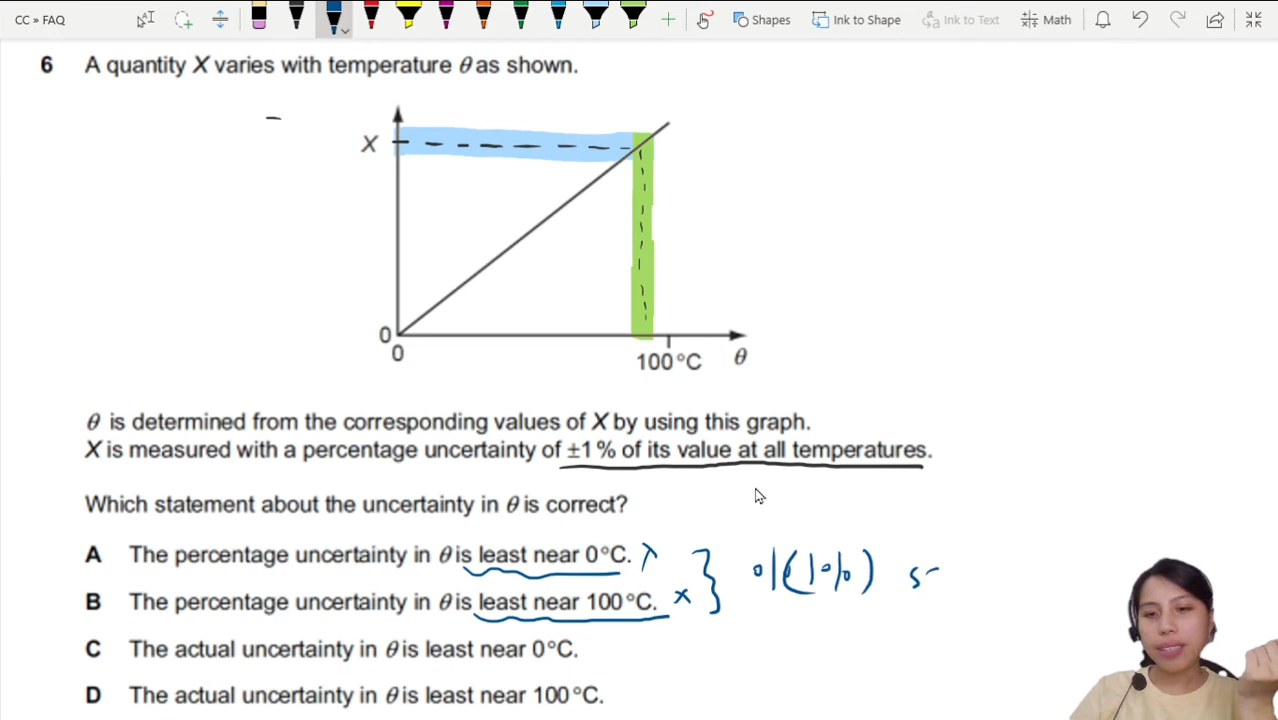 CC » FAQ
Shapes
Ink to Shape
Ink to Text
Math
6 A quantity X varies with temperature θ as shown.
X
0
0
100°C θ
θ is determined from the corresponding values of X by using this graph.
X is measured with a percentage uncertainty of ±1% of its value at all temperatures.
Which statement about the uncertainty in θ is correct?
A The percentage uncertainty in θ is least near 0°C. x
B The percentage uncertainty in θ is least near 100°C. x } (1%)
C The actual uncertainty in θ is least near 0°C.
D The actual uncertainty in θ is least near 100°C.